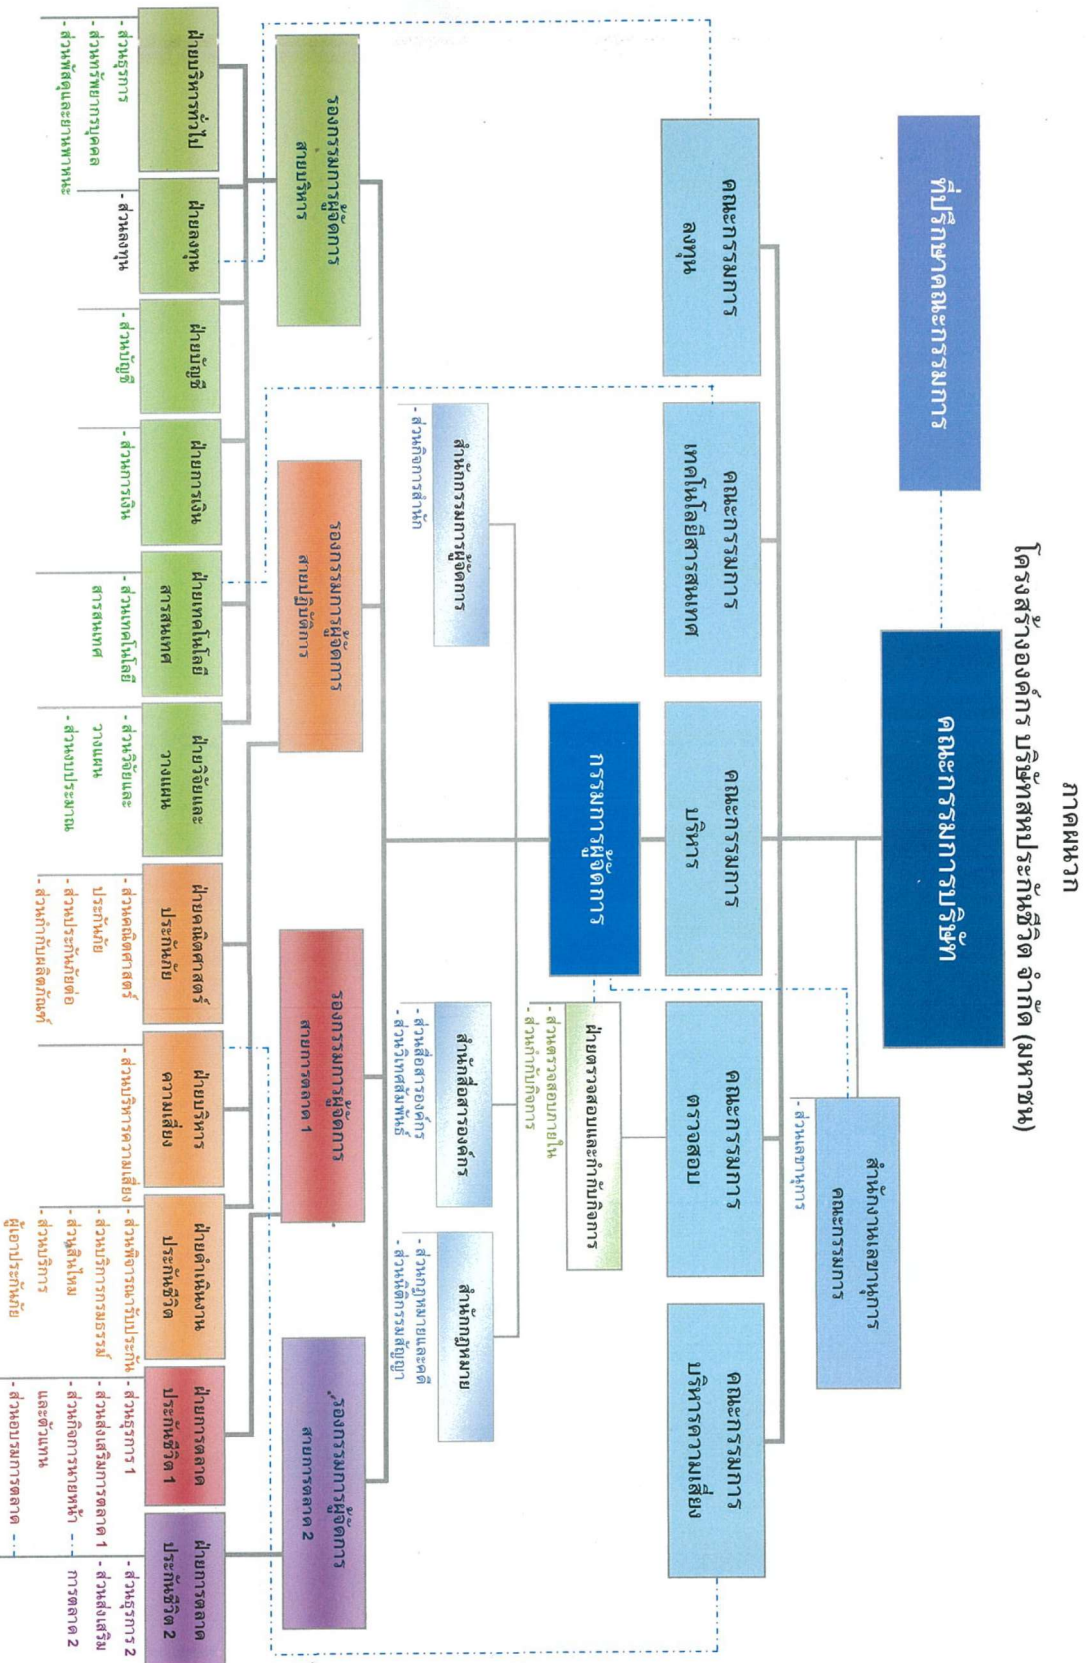 ภาคผนวก
โครงสร้างองค์กร บริษัทสหประกันชีวิต จำกัด (มหาชน)
ที่ปรึกษาคณะกรรมการ
คณะกรรมการบริษัท
สำนักงานเลขานุการ
คณะกรรมการ
- ส่วนเลขานุการ
คณะกรรมการ
ลงทุน
คณะกรรมการ
เทคโนโลยีสารสนเทศ
คณะกรรมการ
บริหาร
คณะกรรมการ
ตรวจสอบ
คณะกรรมการ
บริหารความเสี่ยง
กรรมการผู้จัดการ
ฝ่ายตรวจสอบและกำกับกิจการ
- ส่วนตรวจสอบภายใน
- ส่วนกำกับกิจการ
สำนักกรรมการผู้จัดการ
- ส่วนกิจการสำนัก
สำนักสื่อสารองค์กร
- ส่วนสื่อสารองค์กร
- ส่วนวิเทศสัมพันธ์
สำนักกฎหมาย
- ส่วนกฎหมายและคดี
- ส่วนนิติกรรมสัญญา
รองกรรมการผู้จัดการ
สายบริหาร
รองกรรมการผู้จัดการ
สายปฏิบัติการ
รองกรรมการผู้จัดการ
สายการตลาด 1
รองกรรมการผู้จัดการ
สายการตลาด 2
ฝ่ายบริหารทั่วไป
- ส่วนธุรการ
- ส่วนทรัพยากรบุคคล
- ส่วนพัสดุและยานพาหนะ
ฝ่ายลงทุน
- ส่วนลงทุน
ฝ่ายบัญชี
- ส่วนบัญชี
ฝ่ายการเงิน
- ส่วนการเงิน
ฝ่ายเทคโนโลยี
สารสนเทศ
- ส่วนเทคโนโลยี
สารสนเทศ
ฝ่ายวิจัยและ
วางแผน
- ส่วนวิจัยและ
วางแผน
- ส่วนงบประมาณ
ฝ่ายคณิตศาสตร์
ประกันภัย
- ส่วนคณิตศาสตร์
ประกันภัย
- ส่วนประกันภัยต่อ
- ส่วนกำกับผลิตภัณฑ์
ฝ่ายบริหาร
ความเสี่ยง
- ส่วนบริหารความเสี่ยง
ฝ่ายดำเนินงาน
ประกันชีวิต
- ส่วนพิจารณารับประกัน
- ส่วนบริการกรมธรรม์
- ส่วนสินไหม
- ส่วนบริการ
ผู้เอาประกันภัย
ฝ่ายการตลาด
ประกันชีวิต 1
- ส่วนธุรการ 1
- ส่วนส่งเสริมการตลาด 1
- ส่วนกิจการนายหน้า
และตัวแทน
- ส่วนอบรมการตลาด
ฝ่ายการตลาด
ประกันชีวิต 2
- ส่วนธุรการ 2
- ส่วนส่งเสริม
การตลาด 2